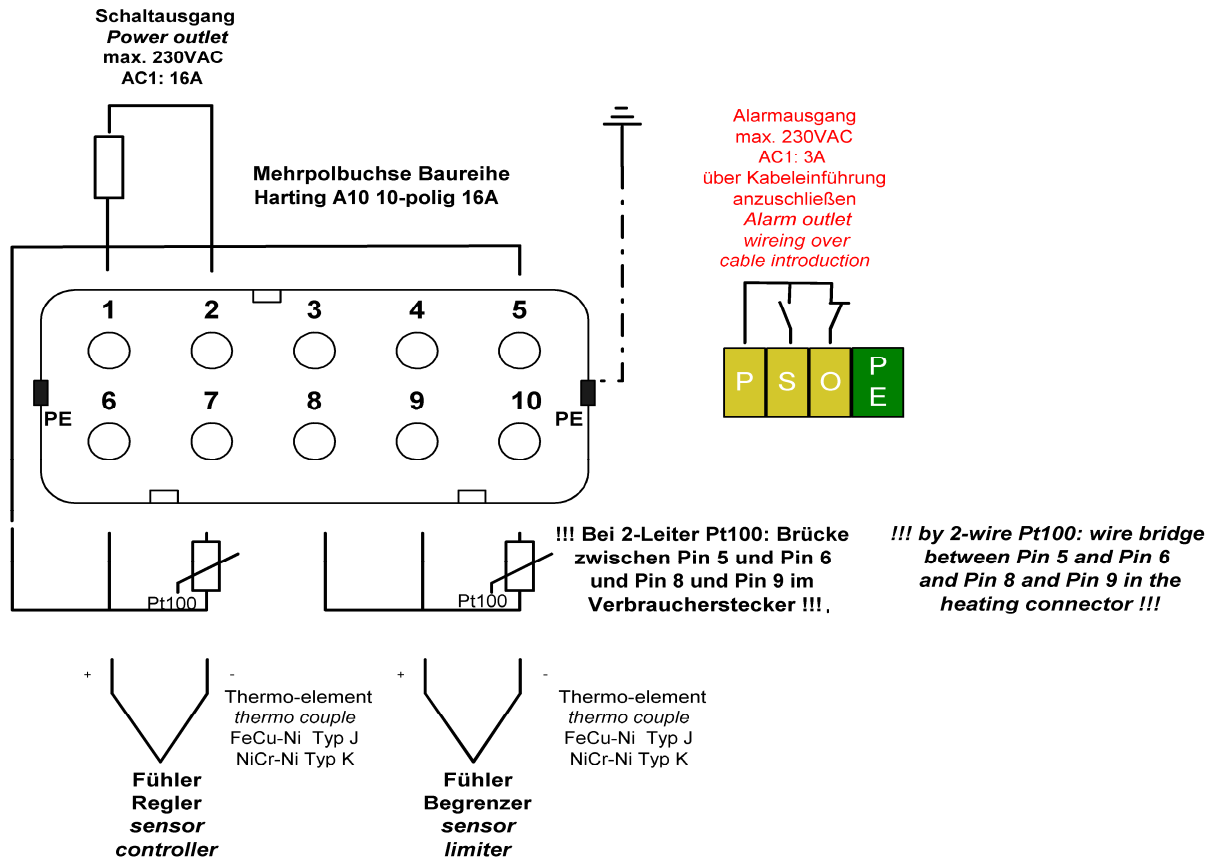 Schaltausgang
Power outlet
max. 230VAC
AC1: 16A
Mehrpolbuchse Baureihe
Harting A10 10-polig 16A
Alarmausgang
max. 230VAC
AC1: 3A
über Kabeleinführung
anzuschließen
Alarm outlet
wireing over
cable introduction
1 2 3 4 5
6 7 8 9 10
PE PE
P S O P E
!!! Bei 2-Leiter Pt100: Brücke
zwischen Pin 5 und Pin 6
und Pin 8 und Pin 9 im
Verbraucherstecker !!! .
!!! by 2-wire Pt100: wire bridge
between Pin 5 and Pin 6
and Pin 8 and Pin 9 in the
heating connector !!!
Pt100 Pt100
+ - + -
Thermo-element
thermo couple
FeCu-Ni Typ J
NiCr-Ni Typ K
Thermo-element
thermo couple
FeCu-Ni Typ J
NiCr-Ni Typ K
Fühler
Regler
sensor
controller
Fühler
Begrenzer
sensor
limiter